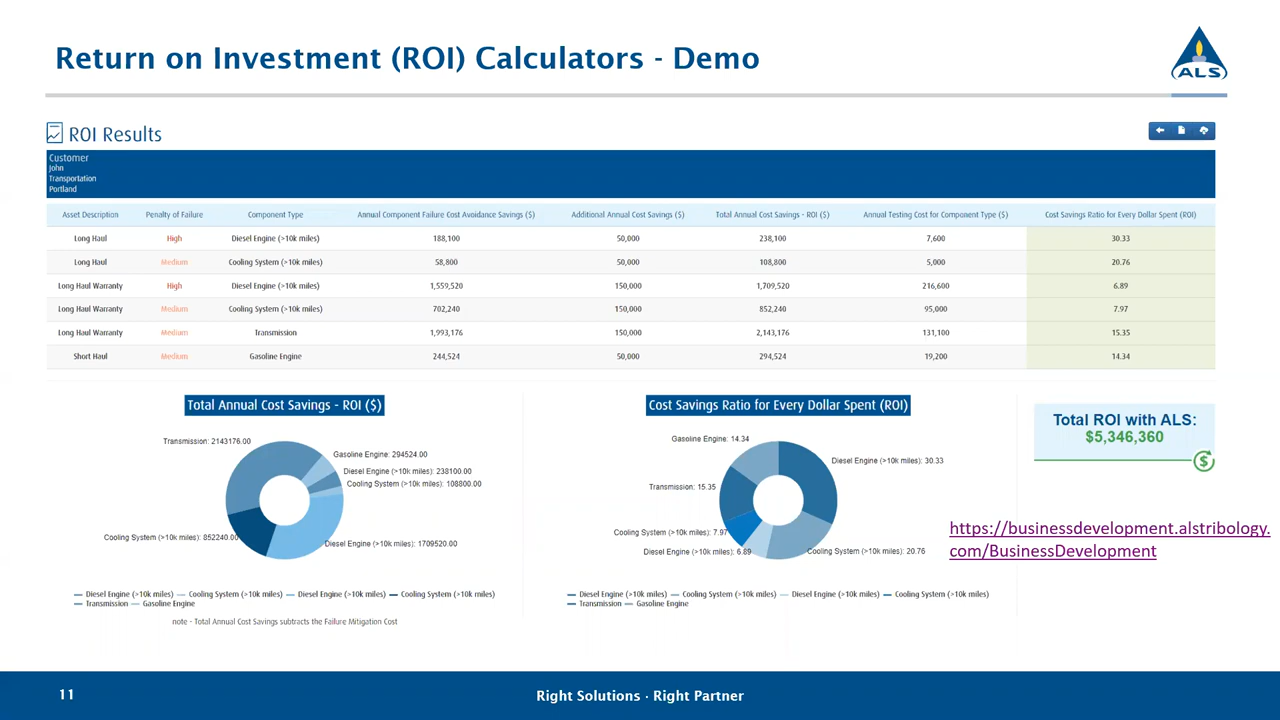 Return on Investment (ROI) Calculators - Demo
ALS
ROI Results
Customer
John
Transportation
Portland
Asset Description Penalty of Failure Component Type Annual Component Failure Cost Avoidance Savings ($) Additional Annual Cost Savings ($) Total Annual Cost Savings - ROI ($) Annual Testing Cost for Component Type ($) Cost Savings Ratio for Every Dollar Spent (ROI)
Long Haul High Diesel Engine (>10k miles) 188,100 50,000 238,100 7,600 30.33
Long Haul Medium Cooling System (>10k miles) 58,800 50,000 108,800 5,000 20.76
Long Haul Warranty High Diesel Engine (>10k miles) 1,559,520 150,000 1,709,520 216,600 6.89
Long Haul Warranty Medium Cooling System (>10k miles) 702,240 150,000 852,240 95,000 7.97
Long Haul Warranty Medium Transmission 1,993,176 150,000 2,143,176 131,100 15.35
Short Haul Medium Gasoline Engine 244,524 50,000 294,524 19,200 14.34
Total Annual Cost Savings - ROI ($)
Transmission: 2143176.00
Gasoline Engine: 294524.00
Diesel Engine (>10k miles): 238100.00
Cooling System (>10k miles): 108800.00
Cooling System (>10k miles): 852240.00
Diesel Engine (>10k miles): 1709520.00
Diesel Engine (>10k miles) Cooling System (>10k miles) Diesel Engine (>10k miles) Cooling System (>10k miles)
Transmission Gasoline Engine
note - Total Annual Cost Savings subtracts the Failure Mitigation Cost
Cost Savings Ratio for Every Dollar Spent (ROI)
Gasoline Engine: 14.34
Diesel Engine (>10k miles): 30.33
Transmission: 15.35
Cooling System (>10k miles): 7.97
Diesel Engine (>10k miles): 6.89
Cooling System (>10k miles): 20.76
Diesel Engine (>10k miles) Cooling System (>10k miles) Diesel Engine (>10k miles) Cooling System (>10k miles)
Transmission Gasoline Engine
Total ROI with ALS:
$5,346,360
$
https://businessdevelopment.alstribology.
com/BusinessDevelopment
11
Right Solutions · Right Partner